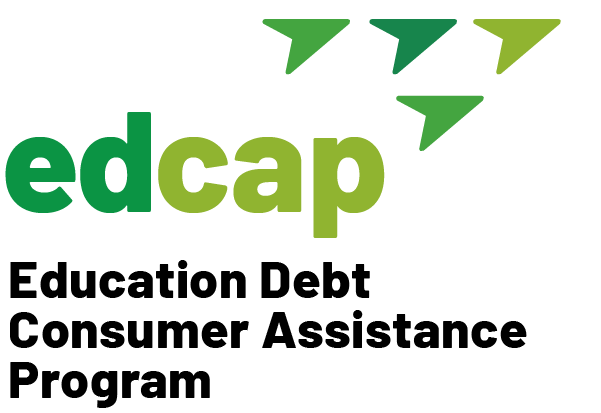 edcap
Education Debt
Consumer Assistance
Program